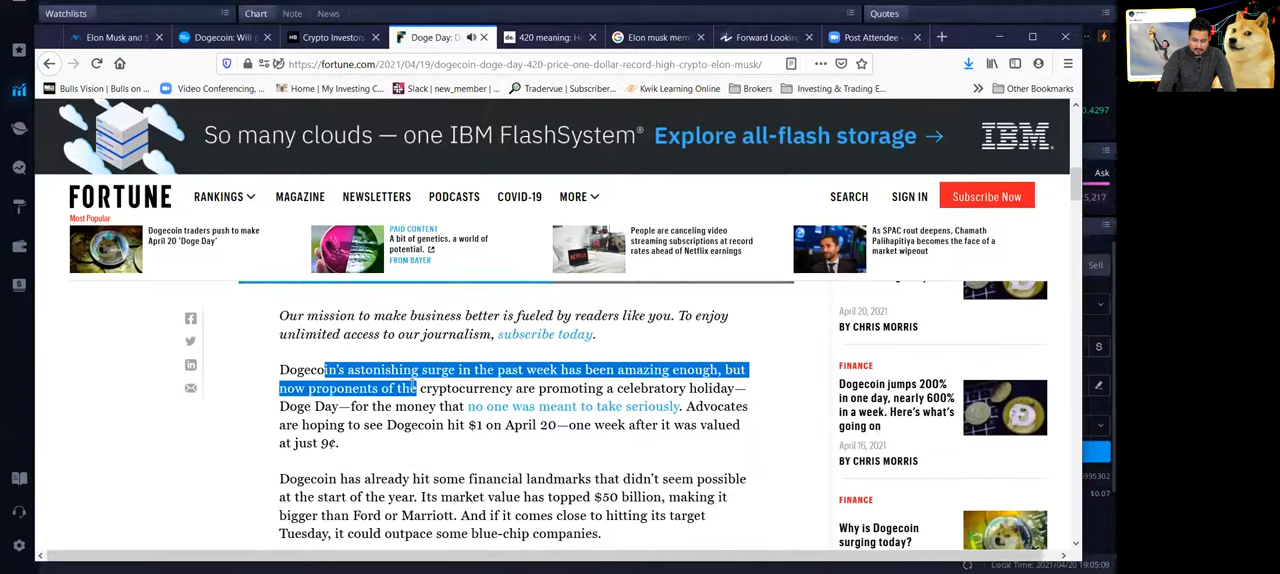 Watchlists
Chart Note News
Quotes
Elon Musk and S
Dogecoin: Will p
Crypto Investors
Doge Day: D
420 meaning: H
Elon musk mem
Forward Lookin
Post Attendee -
https://fortune.com/2021/04/19/dogecoin-doge-day-420-price-one-dollar-record-high-crypto-elon-musk/
Bulls Vision | Bulls on ...
Video Conferencing, ...
Home | My Investing C...
Slack | new_member | ...
Tradervue | Subscriber...
Kwik Learning Online
Brokers
Investing & Trading E...
Other Bookmarks
0.4297
So many clouds — one IBM FlashSystem® Explore all-flash storage →
IBM
Ask
5,217
FORTUNE RANKINGS MAGAZINE NEWSLETTERS PODCASTS COVID-19 MORE SEARCH SIGN IN Subscribe Now
Most Popular
Dogecoin traders push to make
April 20 'Doge Day'
PAID CONTENT
A bit of genetics, a world of
potential.
FROM BAYER
People are canceling video
streaming subscriptions at record
rates ahead of Netflix earnings
As SPAC rout deepens, Chamath
Palihapitiya becomes the face of a
market wipeout
Sell
Our mission to make business better is fueled by readers like you. To enjoy
unlimited access to our journalism, subscribe today.
Dogecoin's astonishing surge in the past week has been amazing enough, but
now proponents of the cryptocurrency are promoting a celebratory holiday—
Doge Day—for the money that no one was meant to take seriously. Advocates
are hoping to see Dogecoin hit $1 on April 20—one week after it was valued
at just 9¢.
Dogecoin has already hit some financial landmarks that didn't seem possible
at the start of the year. Its market value has topped $50 billion, making it
bigger than Ford or Marriott. And if it comes close to hitting its target
Tuesday, it could outpace some blue-chip companies.
April 20, 2021
BY CHRIS MORRIS
FINANCE
Dogecoin jumps 200%
in one day, nearly 600%
in a week. Here's what's
going on
April 16, 2021
BY CHRIS MORRIS
FINANCE
Why is Dogecoin
surging today?
$0.07
Local Time: 2021/04/20 19:05:09